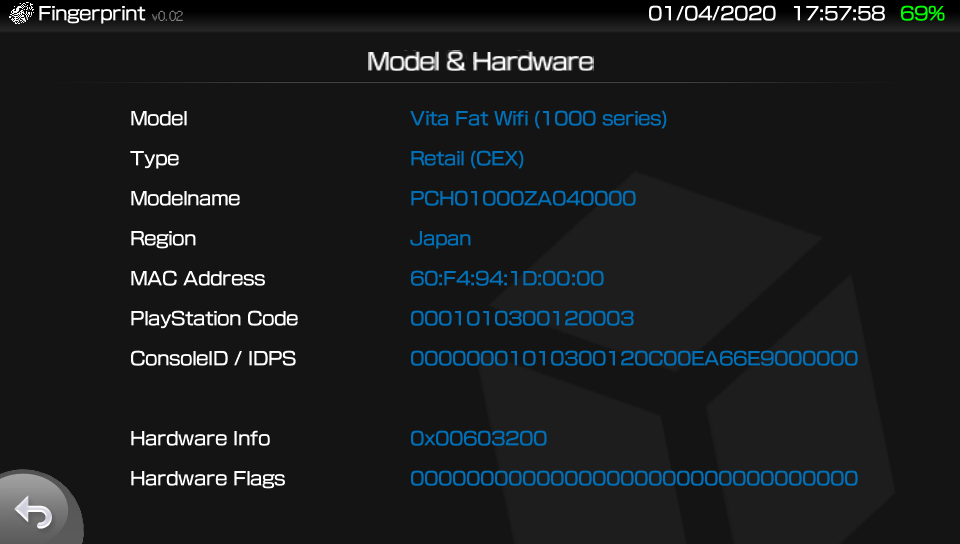 Fingerprint v0.02 01/04/2020 17:57:58 69%
Model & Hardware
Model Vita Fat Wifi (1000 series)
Type Retail (CEX)
Modelname PCH01000ZA040000
Region Japan
MAC Address 60:F4:94:1D:00:00
PlayStation Code 0001010300120003
ConsoleID / IDPS 00000001010300120C00EA66E9000000
Hardware Info 0x00603200
Hardware Flags 00000000000000000000000000000000